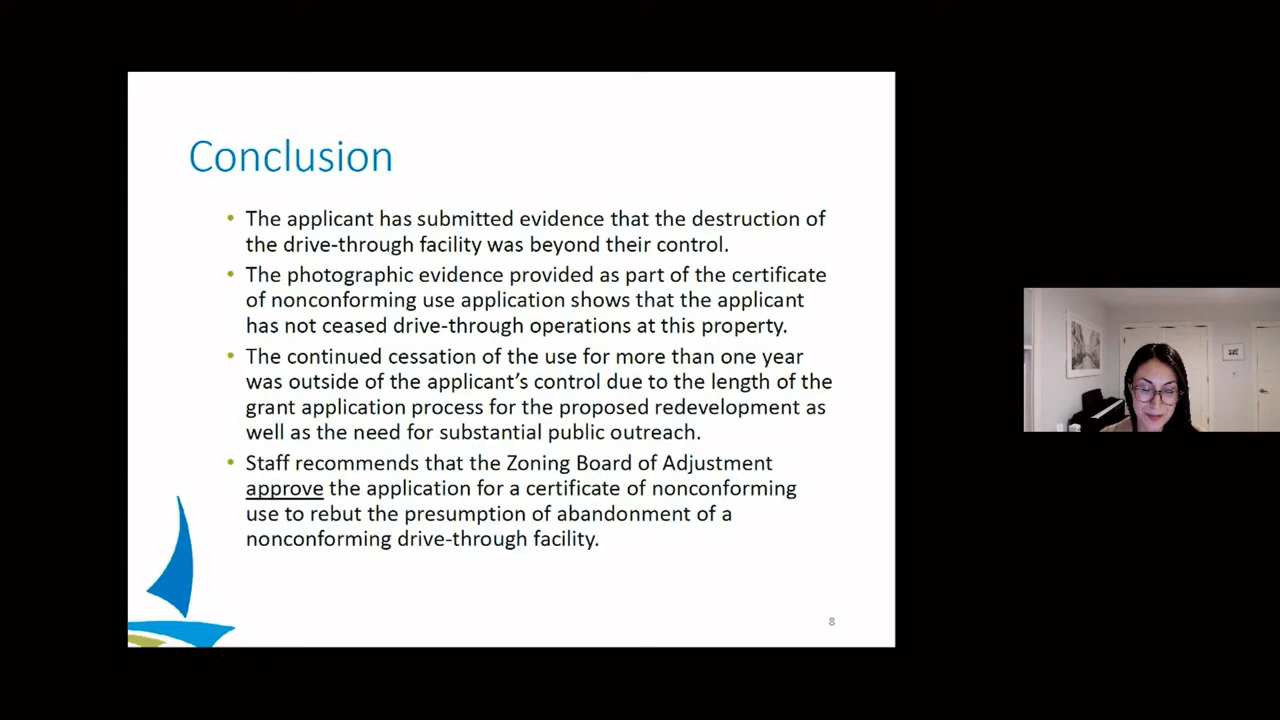 Conclusion
• The applicant has submitted evidence that the destruction of
the drive-through facility was beyond their control.
• The photographic evidence provided as part of the certificate
of nonconforming use application shows that the applicant
has not ceased drive-through operations at this property.
• The continued cessation of the use for more than one year
was outside of the applicant’s control due to the length of the
grant application process for the proposed redevelopment as
well as the need for substantial public outreach.
• Staff recommends that the Zoning Board of Adjustment
approve the application for a certificate of nonconforming
use to rebut the presumption of abandonment of a
nonconforming drive-through facility.
8